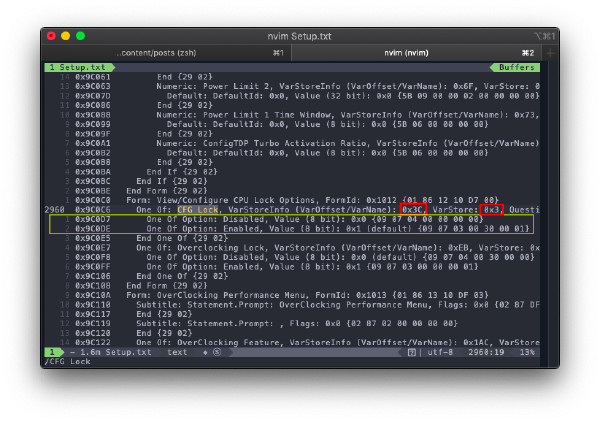 nvim Setup.txt
⌥⌘1
..content/posts (zsh) ⌘1 nvim (nvim) ⌘2 +
1 Setup.txt Buffers
14 0x9C061 End {29 02}
13 0x9C063 Numeric: Power Limit 2, VarStoreInfo (VarOffset/VarName): 0x6F, VarStore: 0
12 0x9C07D Default: DefaultId: 0x0, Value (32 bit): 0x0 {5B 09 00 00 02 00 00 00 00}
11 0x9C086 End {29 02}
10 0x9C088 Numeric: Power Limit 1 Time Window, VarStoreInfo (VarOffset/VarName): 0x73,
9 0x9C099 Default: DefaultId: 0x0, Value (8 bit): 0x0 {5B 06 00 00 00 00}
8 0x9C09F End {29 02}
7 0x9C0A1 Numeric: ConfigTDP Turbo Activation Ratio, VarStoreInfo (VarOffset/VarName):
6 0x9C0B2 Default: DefaultId: 0x0, Value (8 bit): 0x0 {5B 06 00 00 00 00}
5 0x9C0B8 End {29 02}
4 0x9C0BA End If {29 02}
3 0x9C0BC End If {29 02}
2 0x9C0BE End Form {29 02}
1 0x9C0C0 Form: View/Configure CPU Lock Options, FormId: 0x1012 {01 86 12 10 D7 00}
2960 0x9C0C6 One Of: CFG Lock, VarStoreInfo (VarOffset/VarName): 0x3C, VarStore: 0x3, Questi
1 0x9C0D7 One Of Option: Disabled, Value (8 bit): 0x0 {09 07 04 00 00 00 00}
2 0x9C0DE One Of Option: Enabled, Value (8 bit): 0x1 (default) {09 07 03 00 30 00 01}
3 0x9C0E5 End One Of {29 02}
4 0x9C0E7 One Of: Overclocking Lock, VarStoreInfo (VarOffset/VarName): 0xEB, VarStore: 0x
5 0x9C0F8 One Of Option: Disabled, Value (8 bit): 0x0 (default) {09 07 04 00 30 00 00}
6 0x9C0FF One Of Option: Enabled, Value (8 bit): 0x1 {09 07 03 00 00 00 01}
7 0x9C106 End One Of {29 02}
8 0x9C108 End Form {29 02}
9 0x9C10A Form: OverClocking Performance Menu, FormId: 0x1013 {01 86 13 10 DF 03}
10 0x9C110 Subtitle: Statement.Prompt: OverClocking Performance Menu, Flags: 0x0 {02 87 DF
11 0x9C117 End {29 02}
12 0x9C119 Subtitle: Statement.Prompt: , Flags: 0x0 {02 87 02 00 00 00 00}
13 0x9C120 End {29 02}
14 0x9C122 One Of: OverClocking Feature, VarStoreInfo (VarOffset/VarName): 0x1AC, VarStore
1 - 1.6m Setup.txt text utf-8 2960:19 13%
/CFG Lock